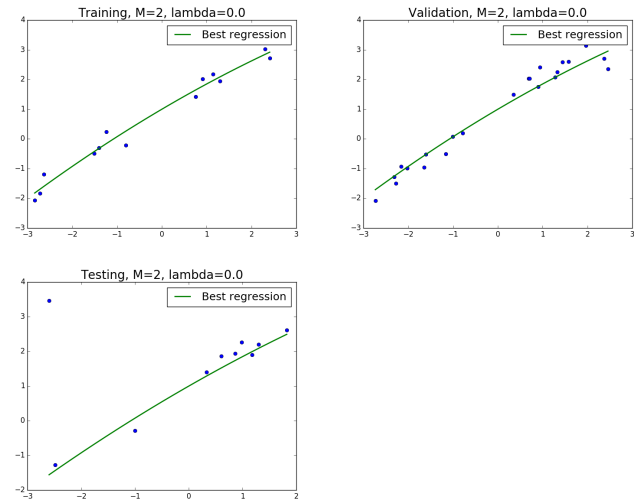 Training, M=2, lambda=0.0
Best regression
4
3
2
1
0
−1
−2
−3
−3 −2 −1 0 1 2 3
Validation, M=2, lambda=0.0
Best regression
4
3
2
1
0
−1
−2
−3
−3 −2 −1 0 1 2 3
Testing, M=2, lambda=0.0
Best regression
4
3
2
1
0
−1
−2
−3 −2 −1 0 1 2